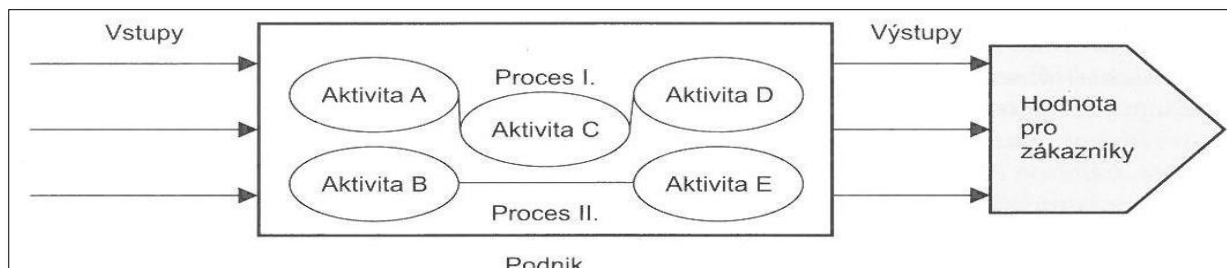 Vstupy
Výstupy
Proces I.
Aktivita A
Aktivita D
Aktivita C
Hodnota
pro
zákazníky
Aktivita B
Aktivita E
Proces II.
Podnik